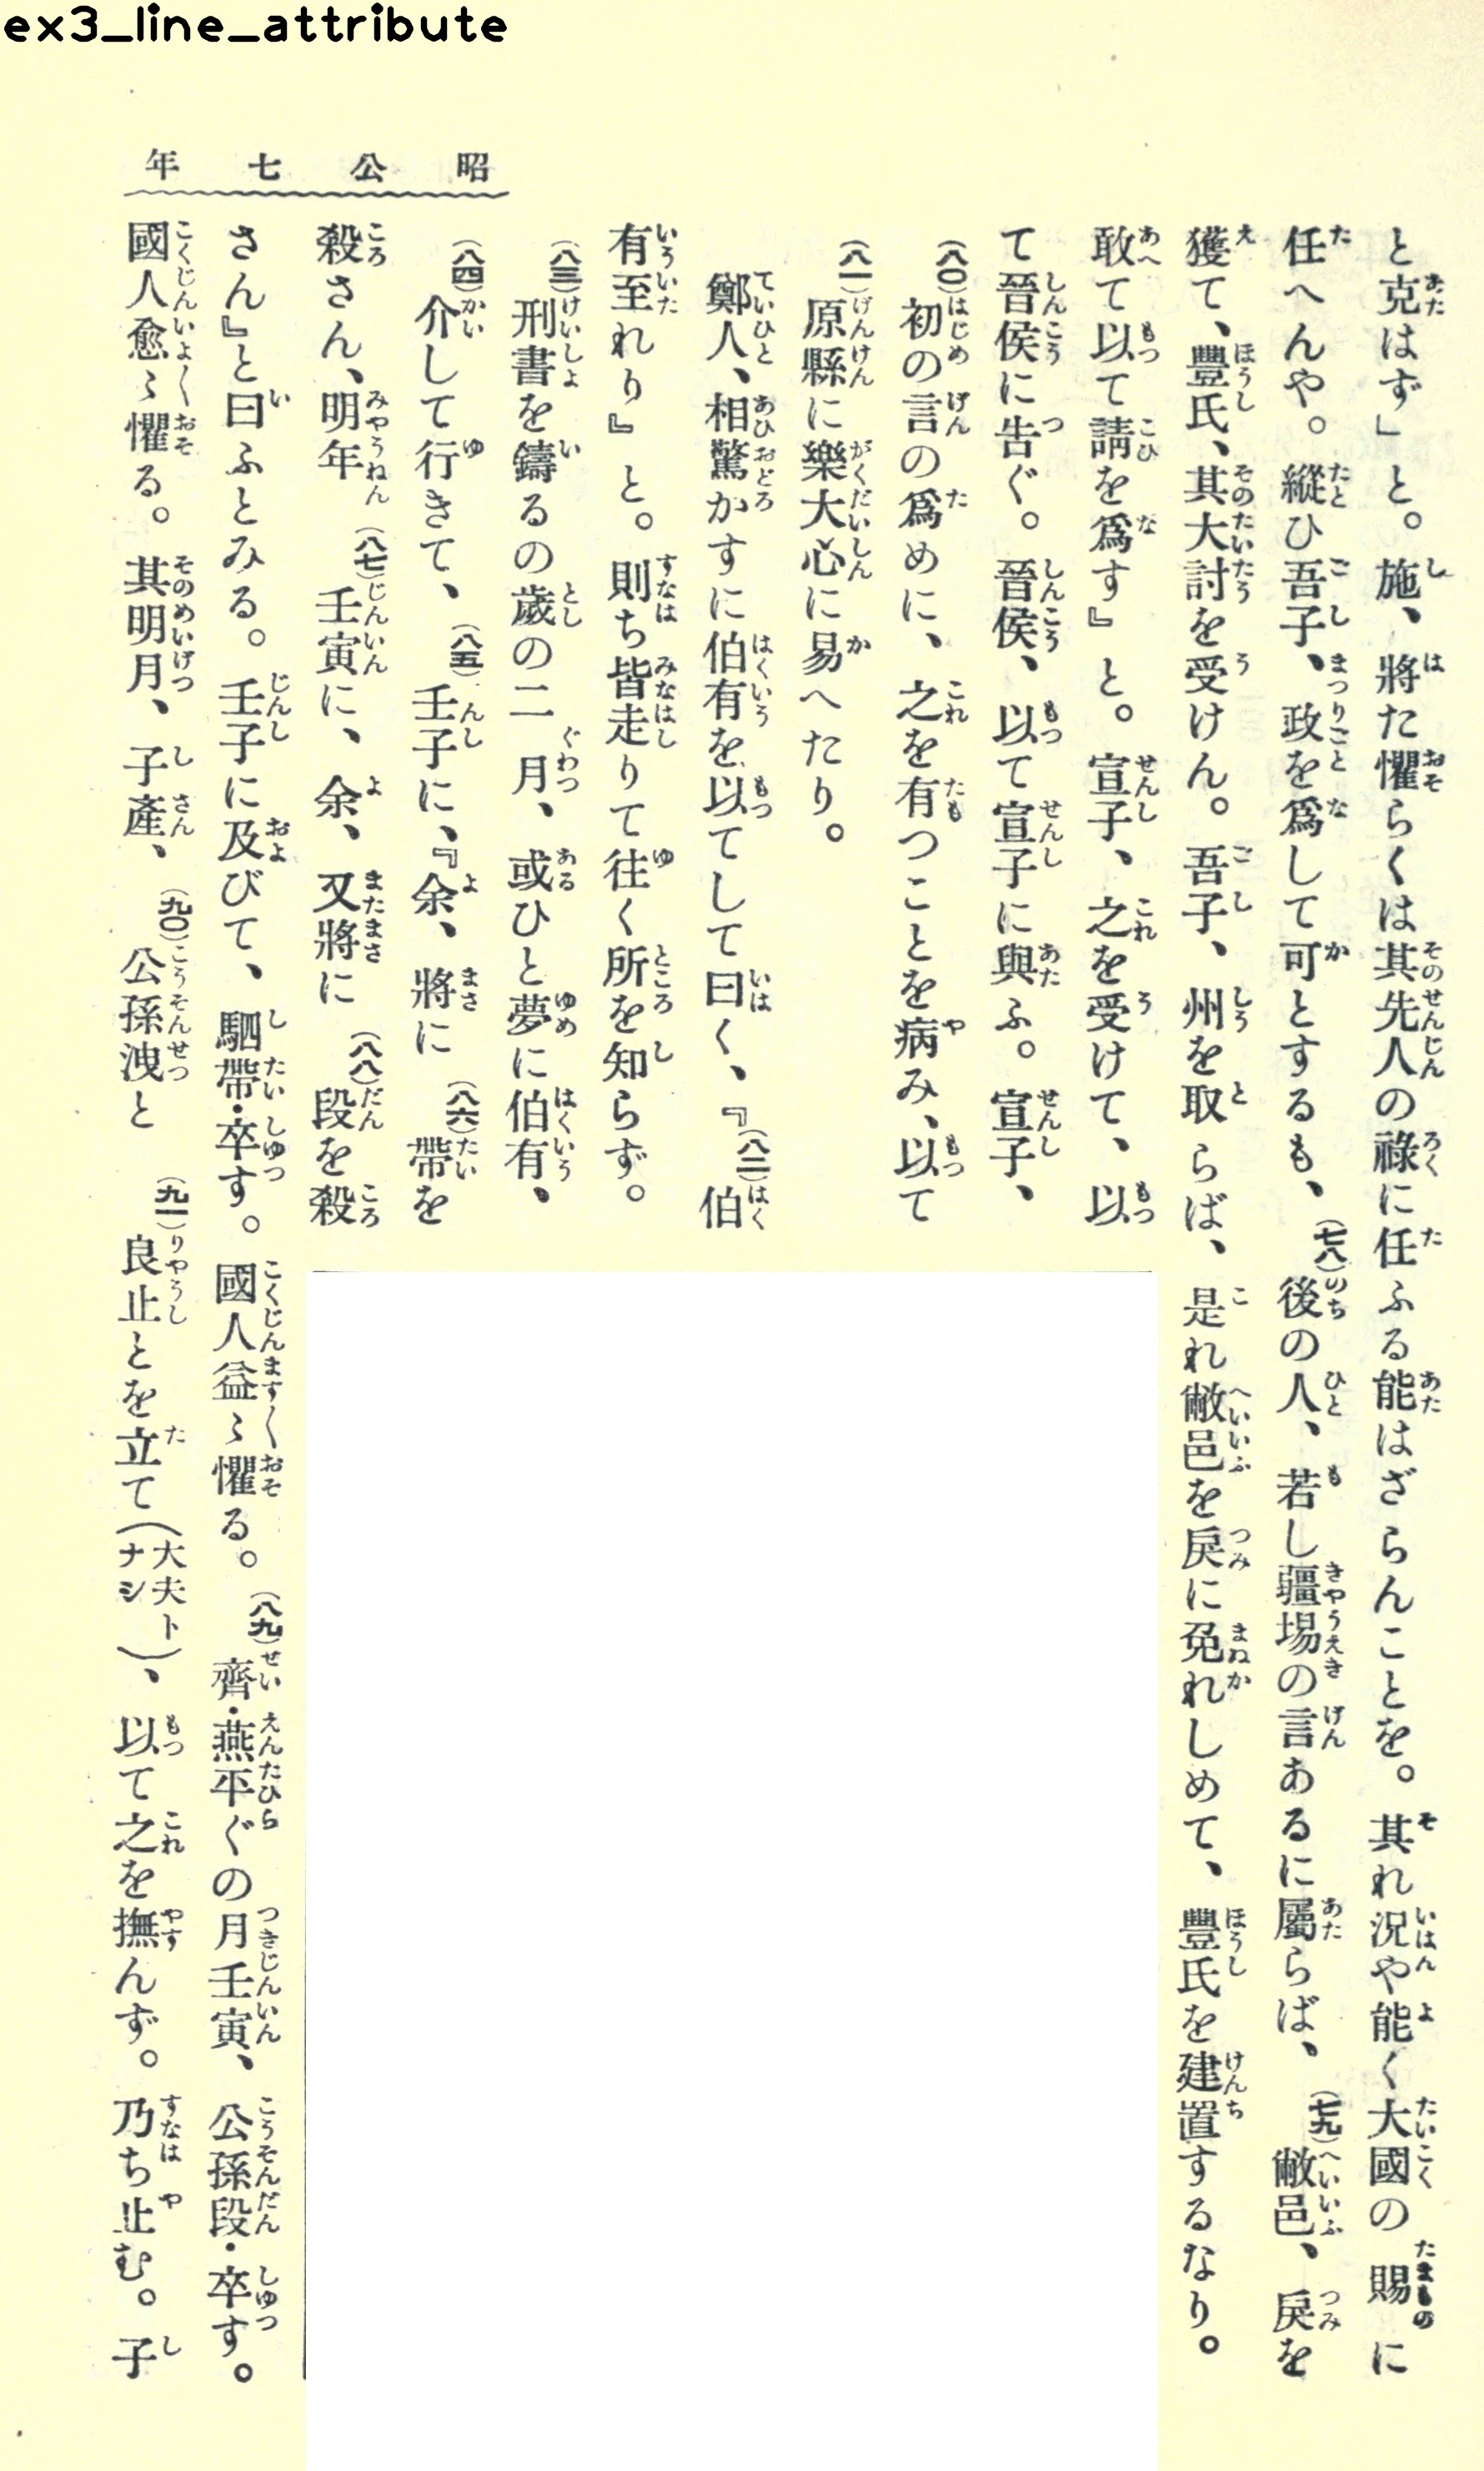 ex3_line_attribute
昭公七年
と克はず」と。施、將た懼らくは其先人の祿に任ふる能はざらんことを。其れ況や能く大國の賜に
任へんや。縱ひ吾子、政を爲して可とするも、（七八）後の人、若し疆埸の言あるに屬らば、（七九）敝邑、戾を
獲て、豐氏、其大討を受けん。吾子、州を取らば、是れ敝邑を戾に免れしめて、豐氏を建置するなり。
敢て以て請を爲す』と。宣子、之を受けて、以
て晉侯に告ぐ。晉侯、以て宣子に與ふ。宣子、
（八〇）初の言の爲めに、之を有つことを病み、以て
（八一）原縣に樂大心に易へたり。
鄭人、相驚かすに伯有を以てして曰く、『（八二）伯
有至れり』と。則ち皆走りて往く所を知らず。
（八三）刑書を鑄るの歲の二月、或ひと夢に伯有、
（八四）介して行きて、（八五）壬子に、『余、將に（八六）帶を
殺さん、明年（八七）壬寅に、余、又將に（八八）段を殺
さん』と曰ふとみる。壬子に及びて、駟帶・卒す。國人益〻懼る。（八九）齊・燕平ぐの月壬寅、公孫段・卒す。
國人愈〻懼る。其明月、子產、（九〇）公孫洩と（九一）良止とを立て（大夫トナシ）、以て之を撫んず。乃ち止む。子